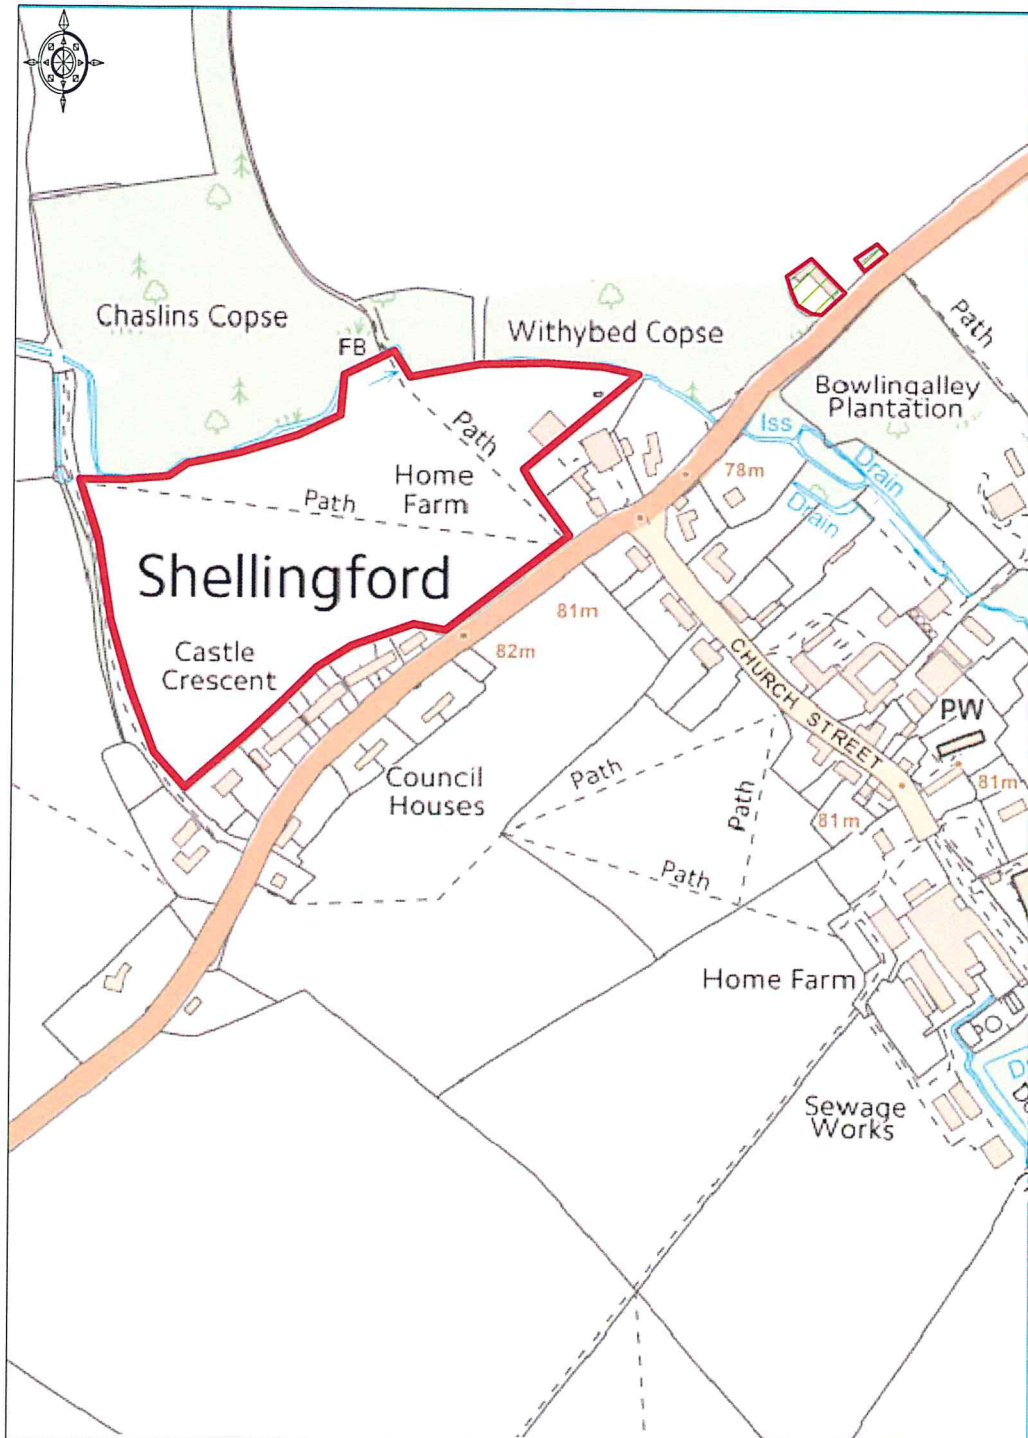 Chaslins Copse
FB
Withybed Copse
Path
Bowlingalley
Plantation
Iss
Drain
Drain
78m
Path
Home
Farm
Path
Shellingford
81m
82m
Castle
Crescent
CHURCH STREET
PW
81m
81m
Council
Houses
Path
Path
Path
Home Farm
Sewage
Works